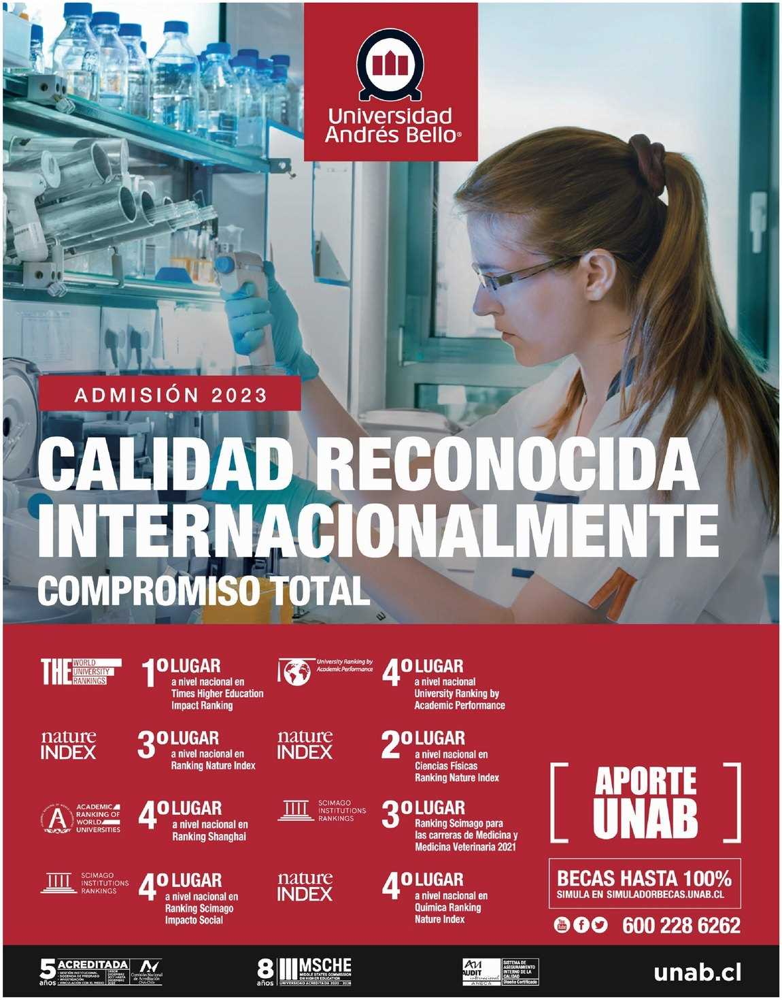 Universidad
Andrés Bello®
ADMISIÓN 2023
CALIDAD RECONOCIDA
INTERNACIONALMENTE
COMPROMISO TOTAL
THE WORLD
UNIVERSITY
RANKINGS
1º LUGAR
a nivel nacional en
Times Higher Education
Impact Ranking
University Ranking by
Academic Performance
4º LUGAR
a nivel nacional
University Ranking by
Academic Performance
nature
INDEX
3º LUGAR
a nivel nacional en
Ranking Nature Index
nature
INDEX
2º LUGAR
a nivel nacional en
Ciencias Físicas
Ranking Nature Index
ACADEMIC
RANKING OF
WORLD
UNIVERSITIES
4º LUGAR
a nivel nacional en
Ranking Shanghai
SCIMAGO
INSTITUTIONS
RANKINGS
3º LUGAR
Ranking Scimago para
las carreras de Medicina y
Medicina Veterinaria 2021
SCIMAGO
INSTITUTIONS
RANKINGS
4º LUGAR
a nivel nacional en
Ranking Scimago
Impacto Social
nature
INDEX
4º LUGAR
a nivel nacional en
Química Ranking
Nature Index
APORTE
UNAB
BECAS HASTA 100%
SIMULA EN SIMULADORBECAS.UNAB.CL
You
Tube
600 228 6262
5 años
ACREDITADA
- GESTIÓN INSTITUCIONAL
- DOCENCIA DE PREGRADO
- INVESTIGACIÓN
- VINCULACIÓN CON EL MEDIO
DESDE
DICIEMBRE
2017 HASTA
DICIEMBRE
2022
Comisión Nacional
de Acreditación
CNA-Chile
8 años
MSCHE
MIDDLE STATES COMMISSION
ON HIGHER EDUCATION
UNIVERSIDAD ACREDITADA 2020 - 2028
AUDIT
internacional
ANECA
SISTEMA DE
ASEGURAMIENTO
INTERNO DE LA
CALIDAD
Diseño Certificado
unab.cl